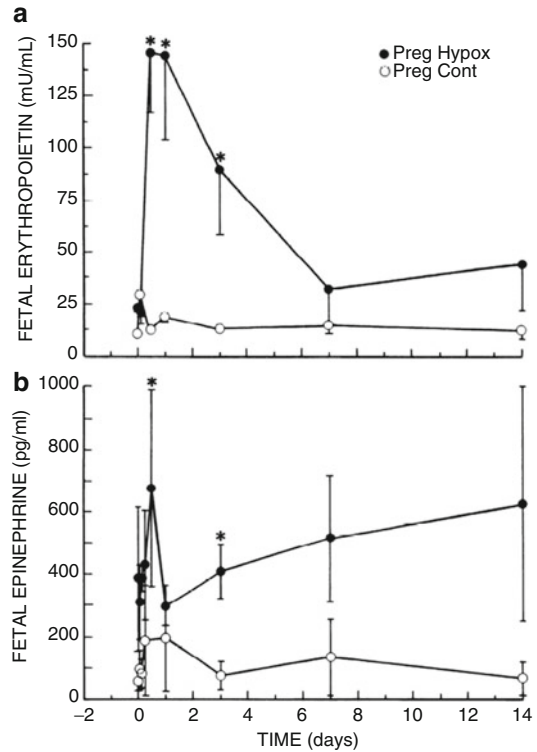 a
FETAL ERYTHROPOIETIN (mU/mL)
150
125
100
75
50
25
0
* *
*
Preg Hypox
Preg Cont
b
FETAL EPINEPHRINE (pg/ml)
1000
800
600
400
200
0
*
*
−2 0 2 4 6 8 10 12 14
TIME (days)